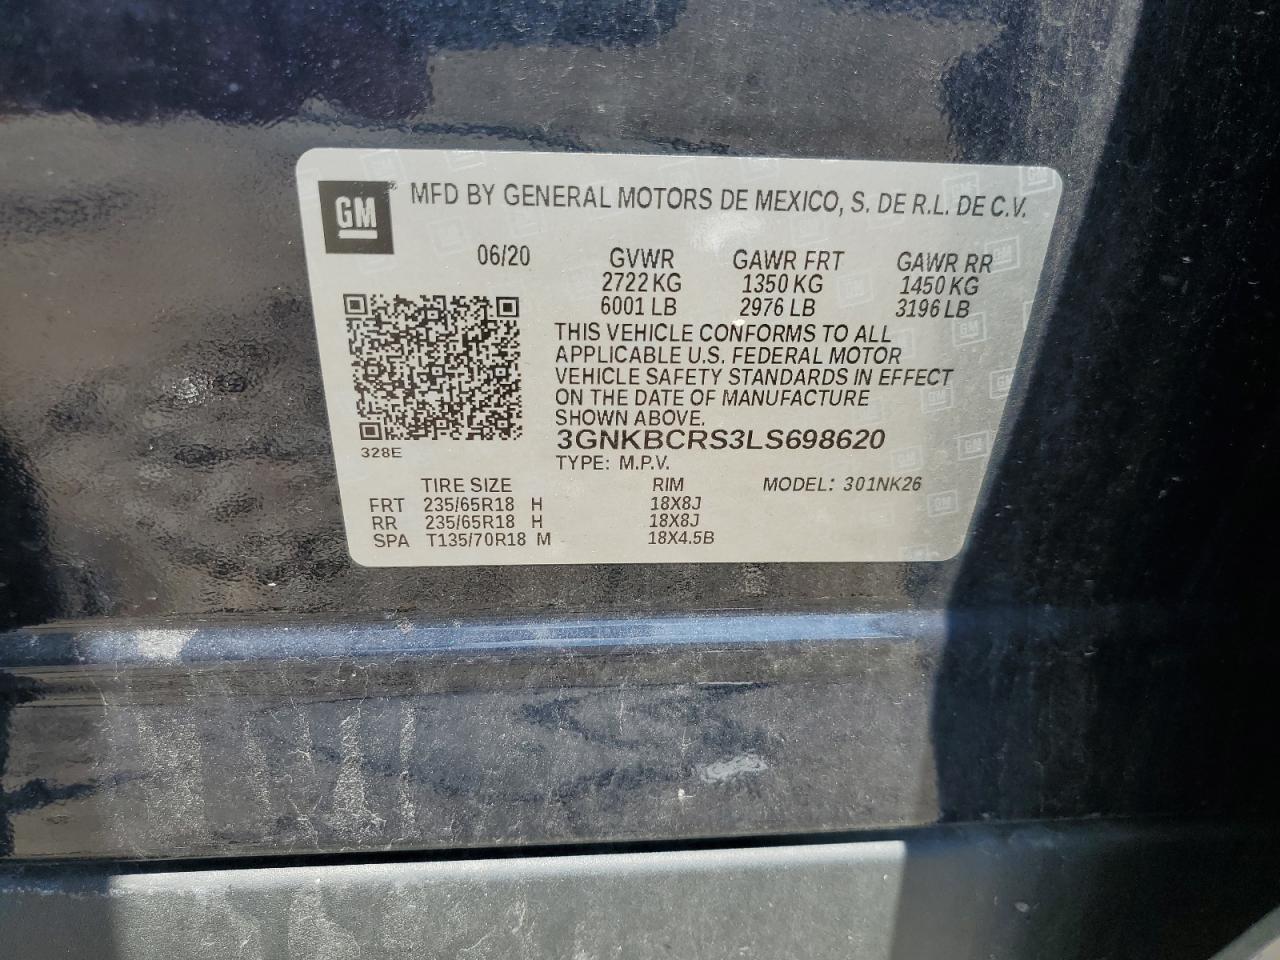 GM
MFD BY GENERAL MOTORS DE MEXICO, S. DE R.L. DE C.V.
06/20 GVWR GAWR FRT GAWR RR
2722 KG 1350 KG 1450 KG
6001 LB 2976 LB 3196 LB
THIS VEHICLE CONFORMS TO ALL
APPLICABLE U.S. FEDERAL MOTOR
VEHICLE SAFETY STANDARDS IN EFFECT
ON THE DATE OF MANUFACTURE
SHOWN ABOVE.
3GNKBCRS3LS698620
328E
TYPE: M.P.V.
TIRE SIZE RIM MODEL: 301NK26
FRT 235/65R18 H 18X8J
RR 235/65R18 H 18X8J
SPA T135/70R18 M 18X4.5B